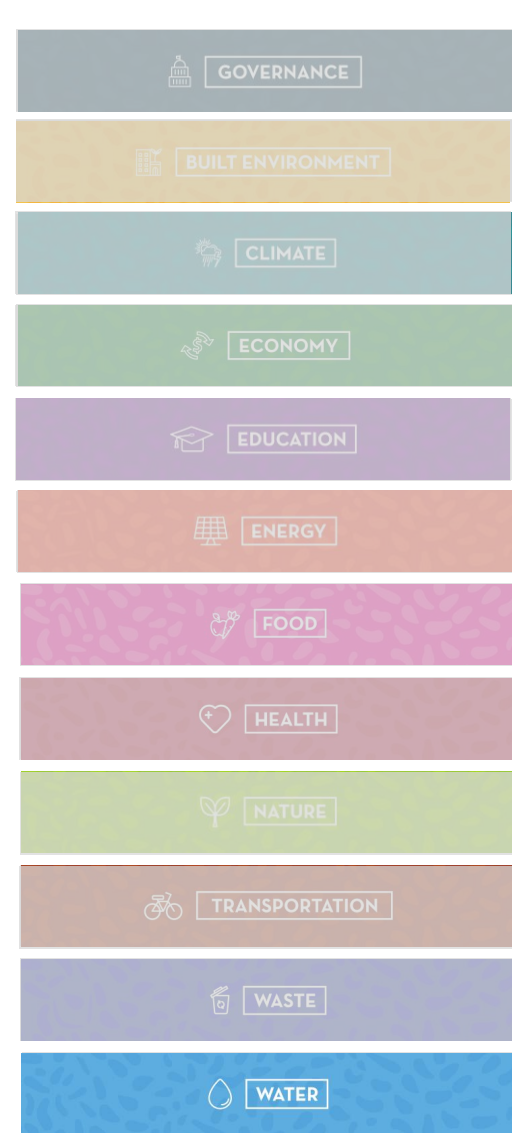 GOVERNANCE
BUILT ENVIRONMENT
CLIMATE
ECONOMY
EDUCATION
ENERGY
FOOD
HEALTH
NATURE
TRANSPORTATION
WASTE
WATER